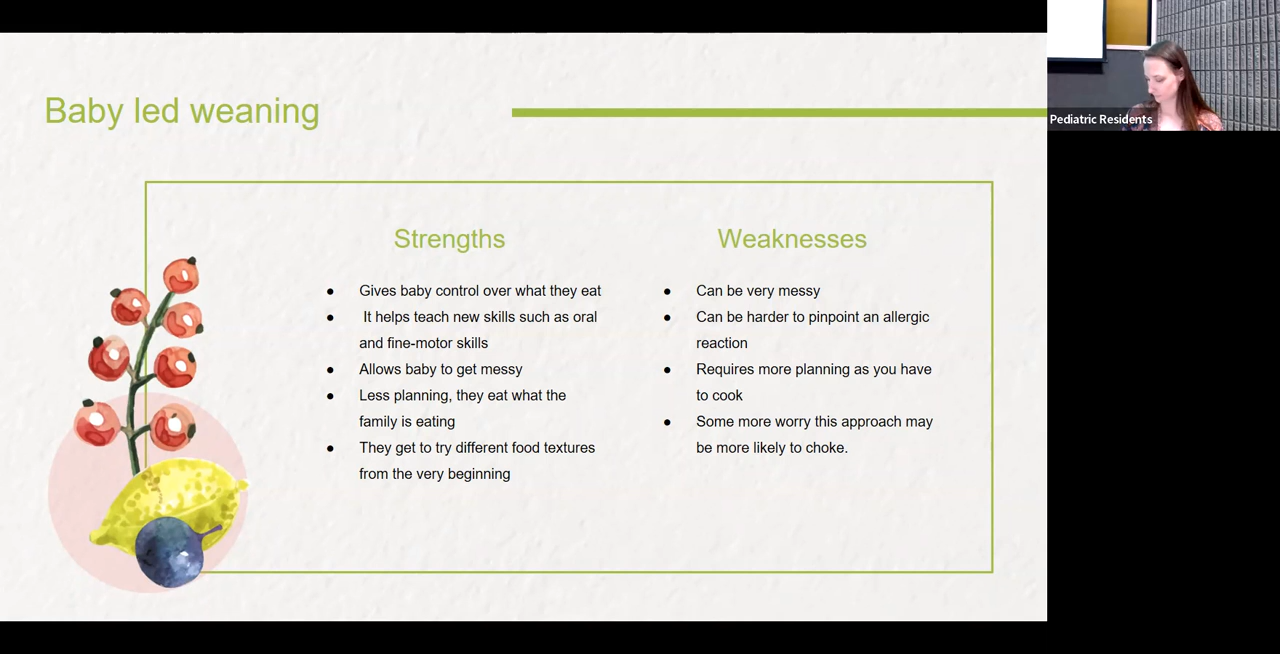 Baby led weaning
Strengths
● Gives baby control over what they eat
● It helps teach new skills such as oral
and fine-motor skills
● Allows baby to get messy
● Less planning, they eat what the
family is eating
● They get to try different food textures
from the very beginning
Weaknesses
● Can be very messy
● Can be harder to pinpoint an allergic
reaction
● Requires more planning as you have
to cook
● Some more worry this approach may
be more likely to choke.
Pediatric Residents